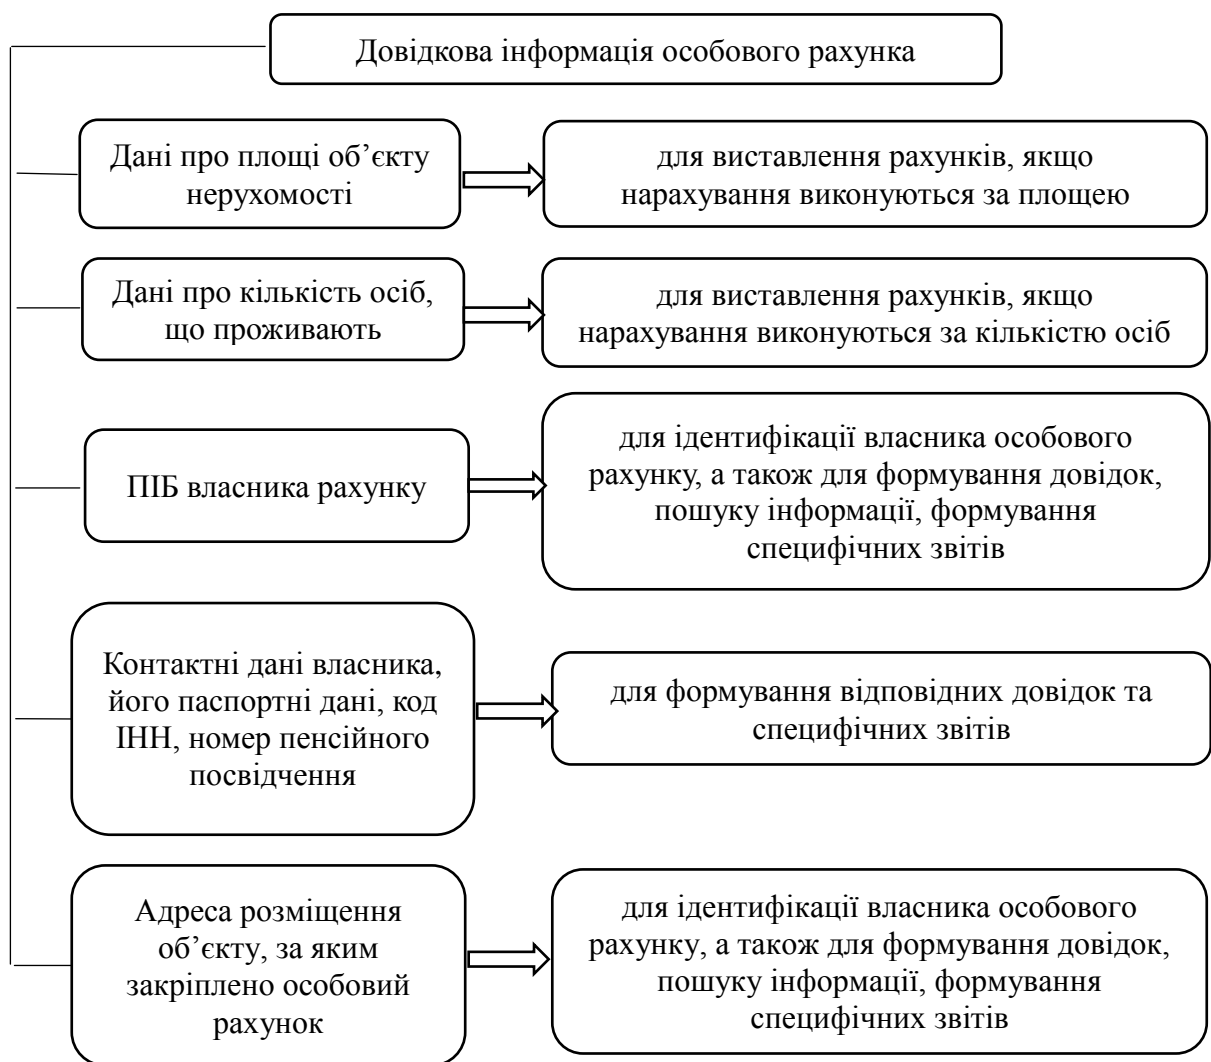 Довідкова інформація особового рахунка
Дані про площі об’єкту
нерухомості
для виставлення рахунків, якщо
нарахування виконуються за площею
Дані про кількість осіб,
що проживають
для виставлення рахунків, якщо
нарахування виконуються за кількістю осіб
ПІБ власника рахунку
для ідентифікації власника особового
рахунку, а також для формування довідок,
пошуку інформації, формування
специфічних звітів
Контактні дані власника,
його паспортні дані, код
ІНН, номер пенсійного
посвідчення
для формування відповідних довідок та
специфічних звітів
Адреса розміщення
об’єкту, за яким
закріплено особовий
рахунок
для ідентифікації власника особового
рахунку, а також для формування довідок,
пошуку інформації, формування
специфічних звітів